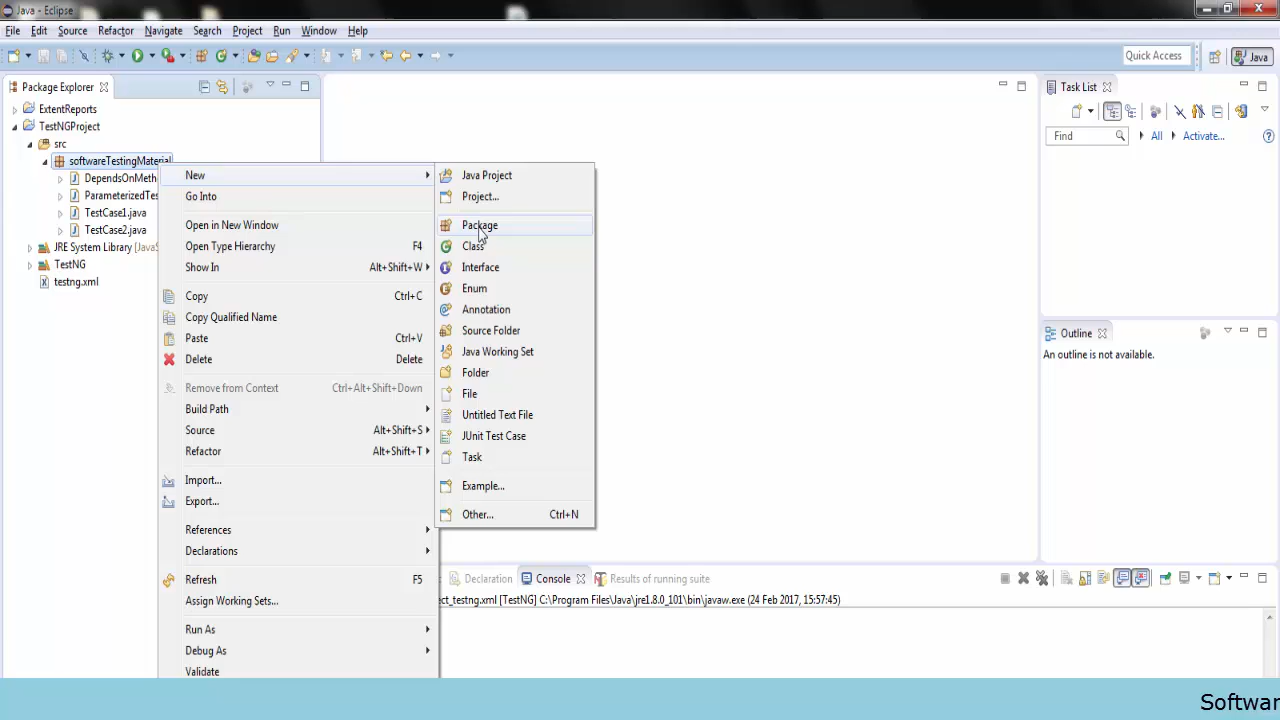 Java - Eclipse
File Edit Source Refactor Navigate Search Project Run Window Help
Quick Access
Java
Package Explorer
ExtentReports
TestNGProject
src
softwareTestingMaterial
DependsOnMeth
ParameterizedTes
TestCase1.java
TestCase2.java
JRE System Library [JavaS
TestNG
testng.xml
New
Go Into
Open in New Window
Open Type Hierarchy F4
Show In Alt+Shift+W
Copy Ctrl+C
Copy Qualified Name
Paste Ctrl+V
Delete Delete
Remove from Context Ctrl+Alt+Shift+Down
Build Path
Source Alt+Shift+S
Refactor Alt+Shift+T
Import...
Export...
References
Declarations
Refresh F5
Assign Working Sets...
Run As
Debug As
Validate
Java Project
Project...
Package
Class
Interface
Enum
Annotation
Source Folder
Java Working Set
Folder
File
Untitled Text File
JUnit Test Case
Task
Example...
Other... Ctrl+N
Task List
Find All Activate...
Outline
An outline is not available.
Declaration Console Results of running suite
ct_testng.xml [TestNG] C:\Program Files\Java\jre1.8.0_101\bin\javaw.exe (24 Feb 2017, 15:57:45)
Softwar